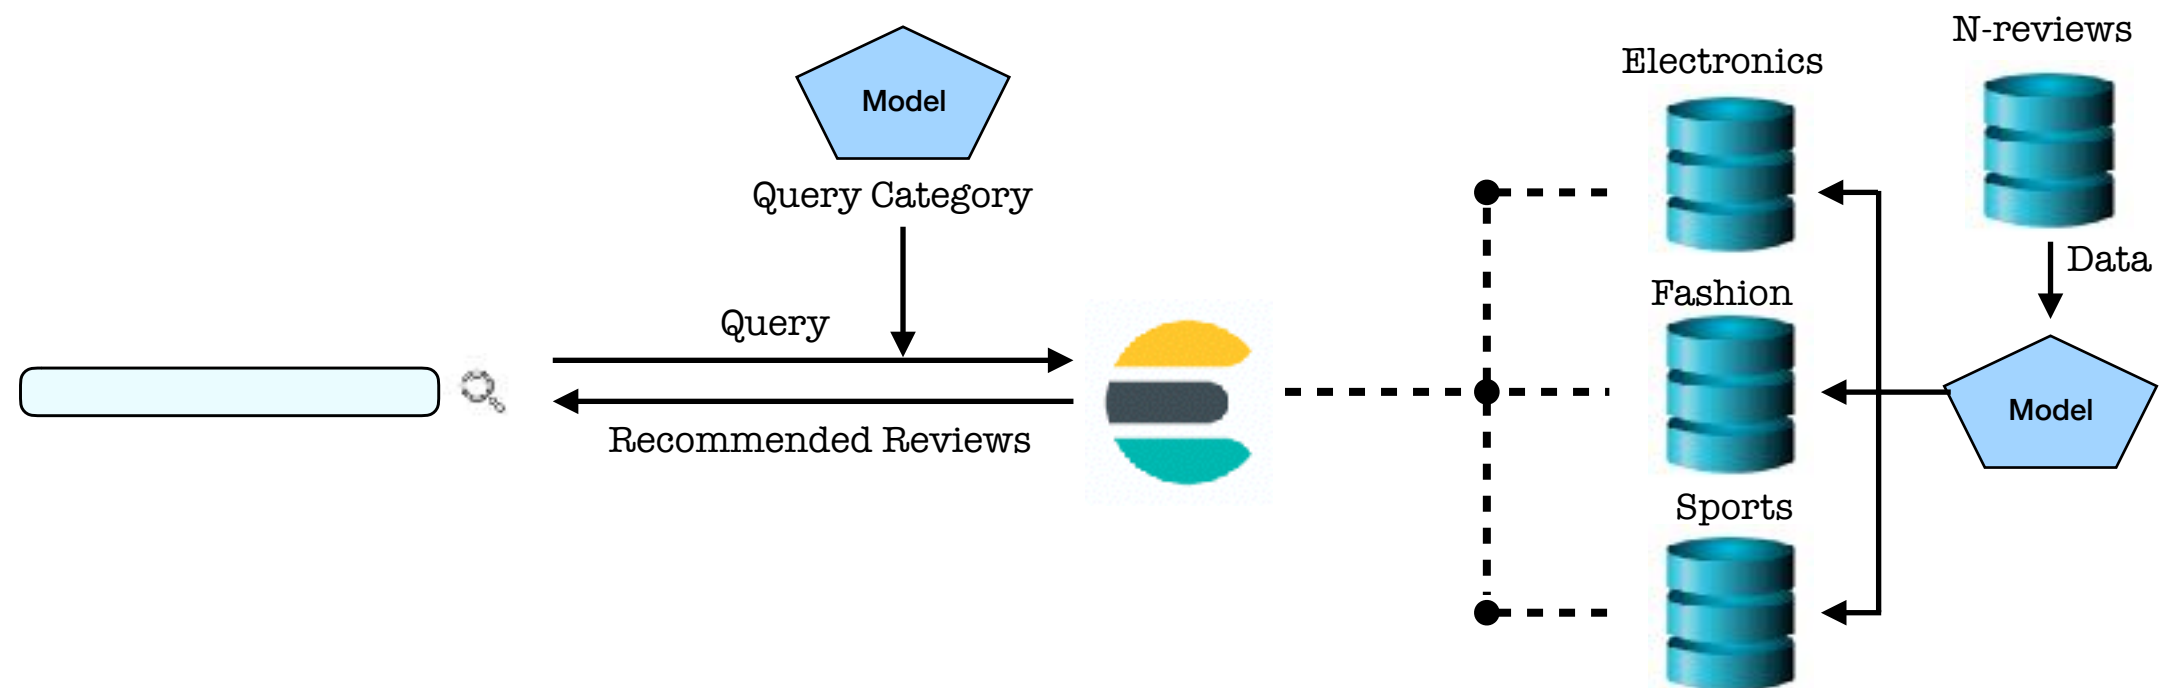 Model
Query Category
Query
Recommended Reviews
Electronics
Fashion
Sports
N-reviews
Data
Model